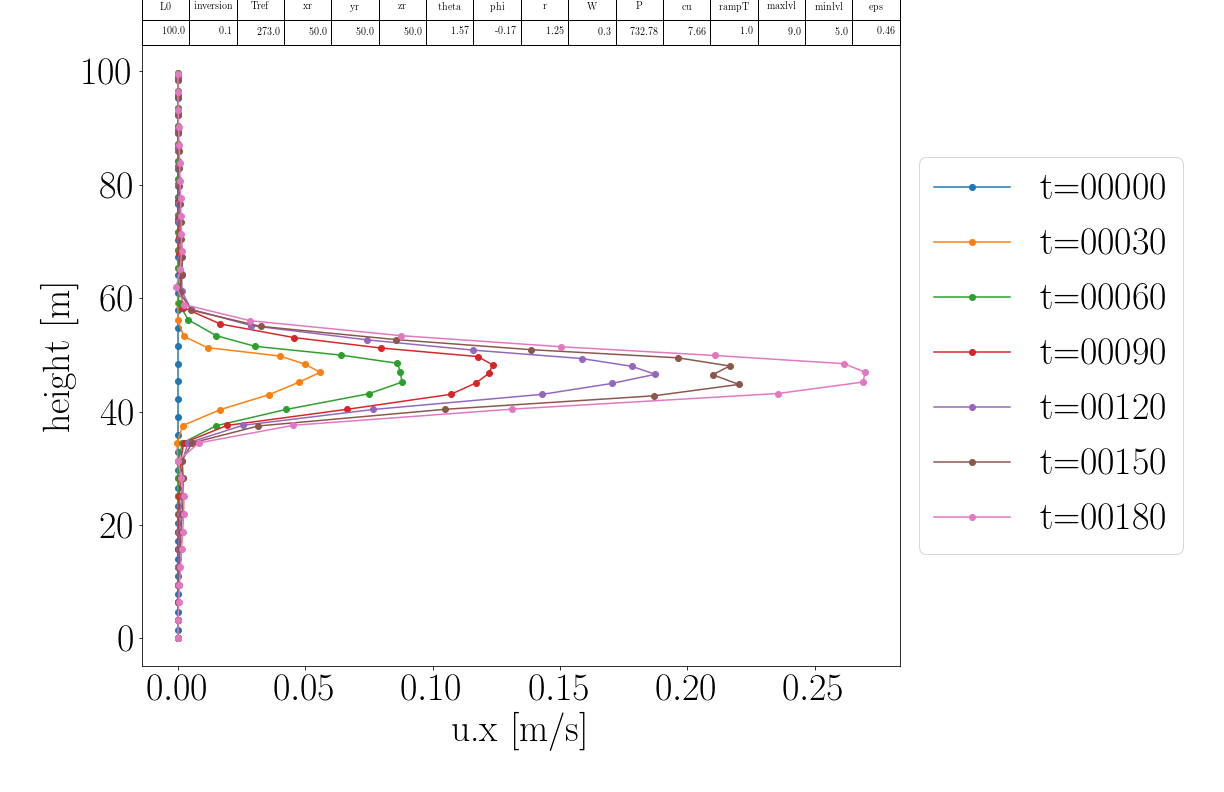 L0 inversion Tref xr yr zr theta phi r W P cu rampT maxlvl minlvl eps
100.0 0.1 273.0 50.0 50.0 50.0 1.57 -0.17 1.25 0.3 732.78 7.66 1.0 9.0 5.0 0.46
100
80
60
40
20
0
height [m]
0.00 0.05 0.10 0.15 0.20 0.25
u.x [m/s]
t=00000
t=00030
t=00060
t=00090
t=00120
t=00150
t=00180